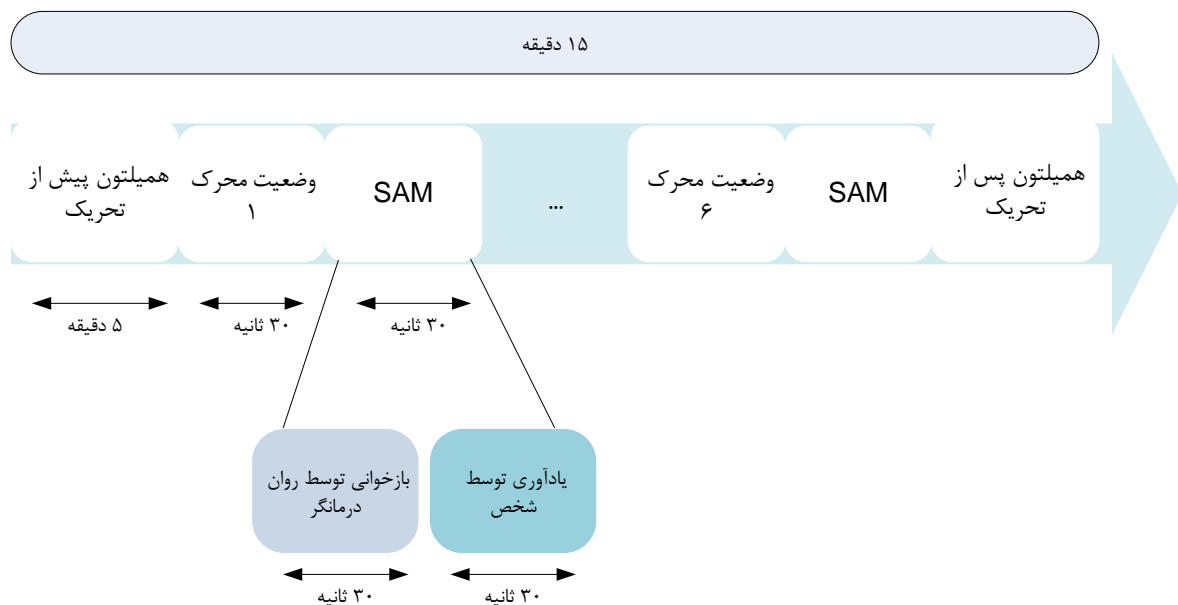 ۱۵ دقیقه
همیلتون پیش از
تحریک
وضعیت محرک
۱
SAM
...
وضعیت محرک
۶
SAM
همیلتون پس از
تحریک
۵ دقیقه
۳۰ ثانیه
۳۰ ثانیه
بازخوانی توسط روان
درمانگر
یادآوری توسط
شخص
۳۰ ثانیه
۳۰ ثانیه